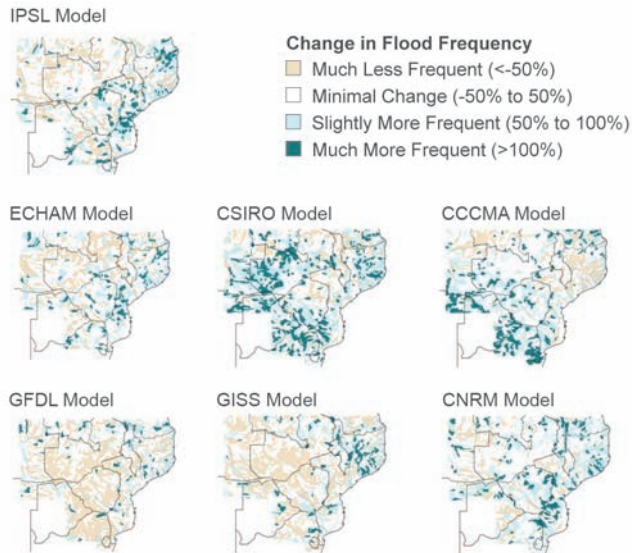 IPSL Model
Change in Flood Frequency
Much Less Frequent (<-50%)
Minimal Change (-50% to 50%)
Slightly More Frequent (50% to 100%)
Much More Frequent (>100%)
ECHAM Model
CSIRO Model
CCCMA Model
GFDL Model
GISS Model
CNRM Model